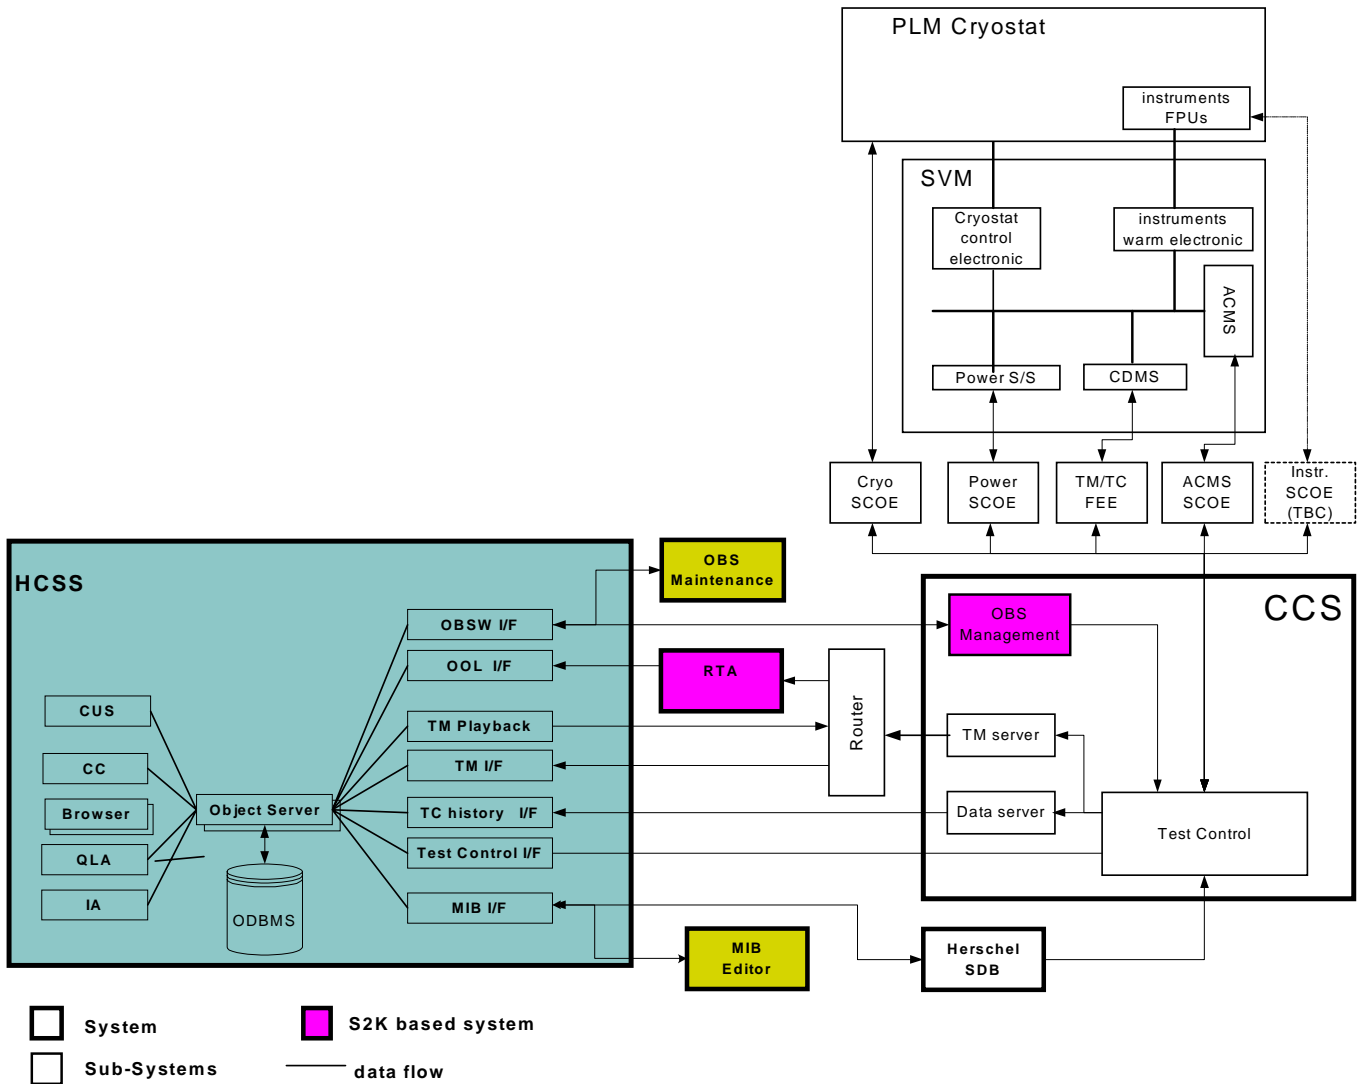 PLM Cryostat
instruments
FPUs
SVM
Cryostat
control
electronic
instruments
warm electronic
ACMS
Power S/S
CDMS
Cryo
SCOE
Power
SCOE
TM/TC
FEE
ACMS
SCOE
Instr.
SCOE
(TBC)
HCSS
OBS
Maintenance
CCS
OBSW I/F
OBS
Management
OOL I/F
RTA
CUS
TM Playback
Router
TM server
CC
TM I/F
Browser
Object Server
TC history I/F
Data server
Test Control
QLA
Test Control I/F
IA
ODBMS
MIB I/F
MIB
Editor
Herschel
SDB
System
S2K based system
Sub-Systems
data flow